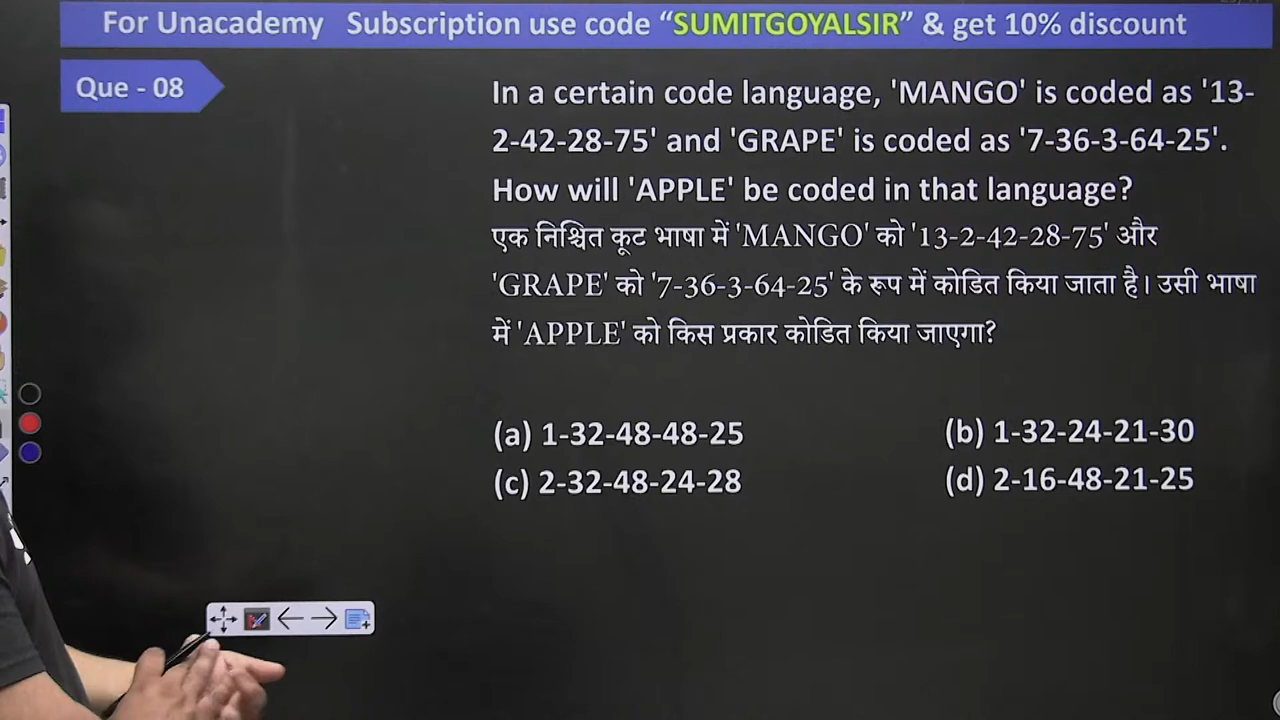 For Unacademy Subscription use code “SUMITGOYALSIR” & get 10% discount
Que - 08
In a certain code language, 'MANGO' is coded as '13-
2-42-28-75' and 'GRAPE' is coded as '7-36-3-64-25'.
How will 'APPLE' be coded in that language?
एक निश्चित कूट भाषा में 'MANGO' को '13-2-42-28-75' और
'GRAPE' को '7-36-3-64-25' के रूप में कोडित किया जाता है। उसी भाषा
में 'APPLE' को किस प्रकार कोडित किया जाएगा?
(a) 1-32-48-48-25 (b) 1-32-24-21-30
(c) 2-32-48-24-28 (d) 2-16-48-21-25